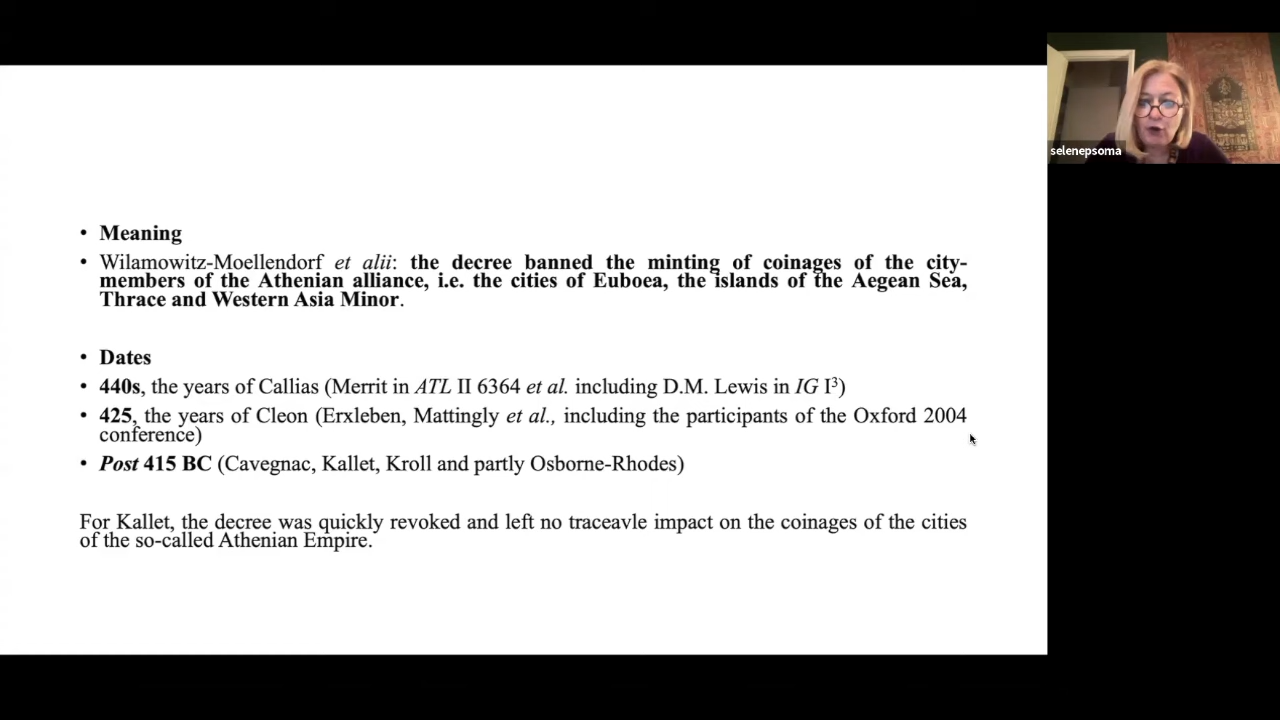 • Meaning
• Wilamowitz-Moellendorf et alii: the decree banned the minting of coinages of the city-
members of the Athenian alliance, i.e. the cities of Euboea, the islands of the Aegean Sea,
Thrace and Western Asia Minor.
• Dates
• 440s, the years of Callias (Merrit in ATL II 6364 et al. including D.M. Lewis in IG I³)
• 425, the years of Cleon (Erxleben, Mattingly et al., including the participants of the Oxford 2004
conference)
• Post 415 BC (Cavegnac, Kallet, Kroll and partly Osborne-Rhodes)
For Kallet, the decree was quickly revoked and left no traceavle impact on the coinages of the cities
of the so-called Athenian Empire.
selenepsoma